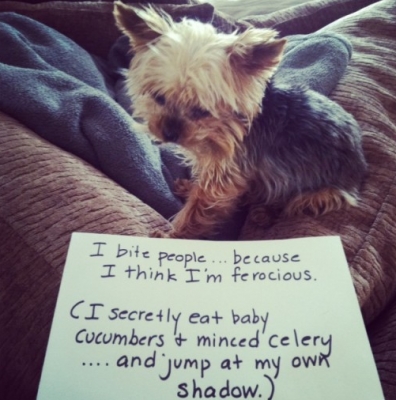 I bite people... because
I think I'm ferocious.
(I secretly eat baby
cucumbers & minced celery
.... and jump at my own
shadow.)